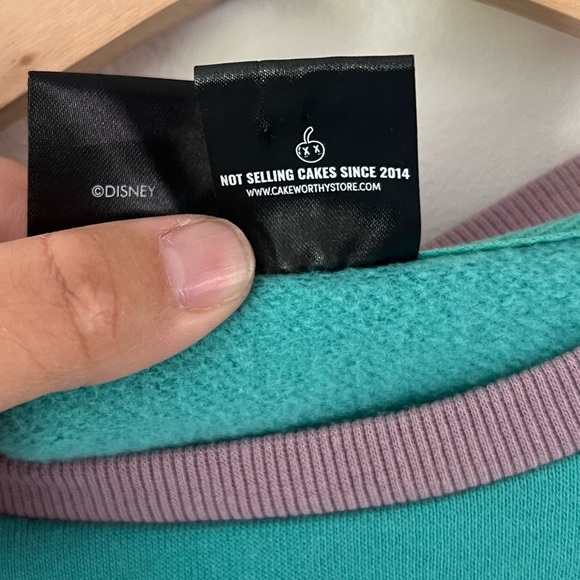 ©DISNEY
NOT SELLING CAKES SINCE 2014
WWW.CAKEWORTHYSTORE.COM